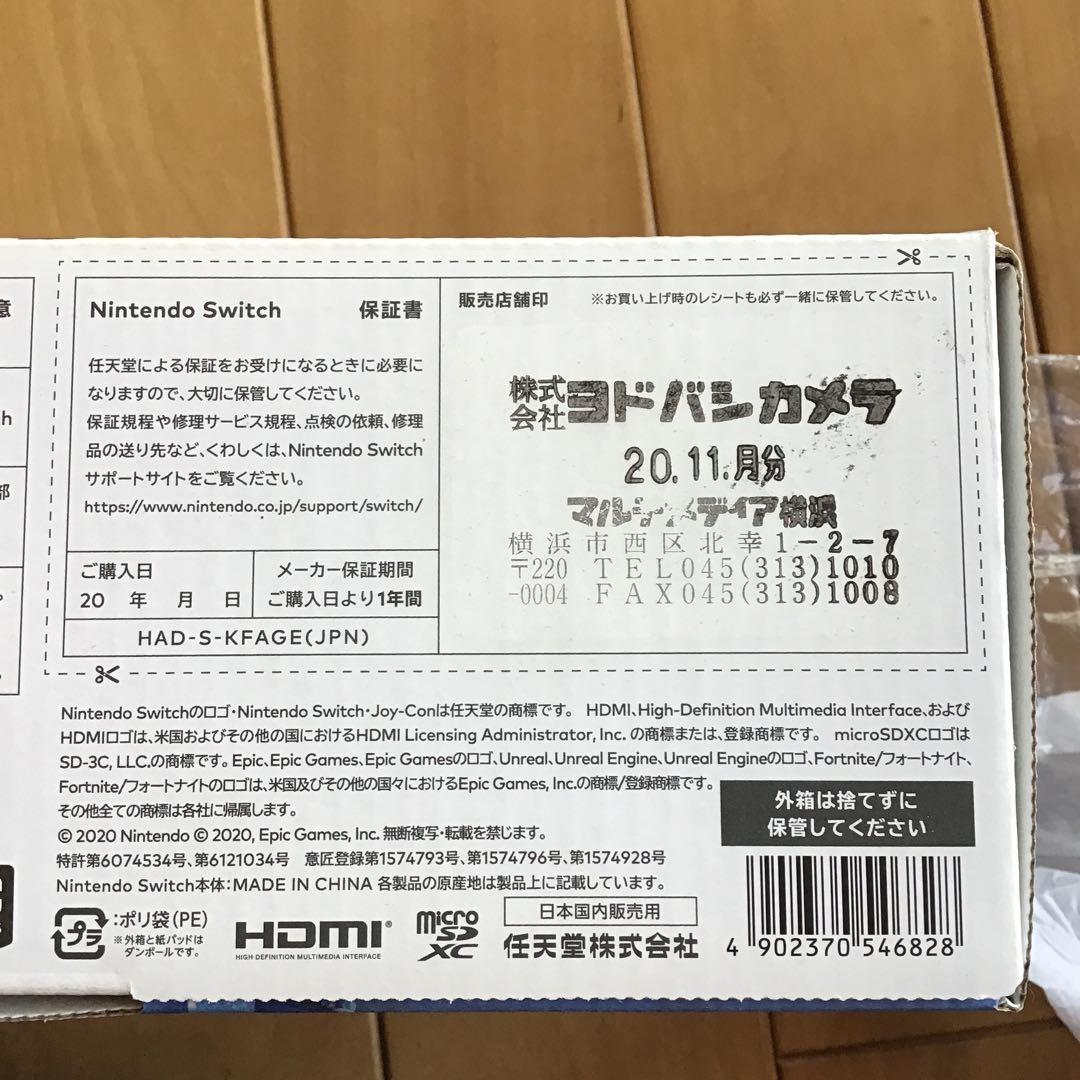 意
h
部
Nintendo Switch 保証書
任天堂による保証をお受けになるときに必要に
なりますので、大切に保管してください。
保証規程や修理サービス規程、点検の依頼、修理
品の送り先など、くわしくは、Nintendo Switch
サポートサイトをご覧ください。
https://www.nintendo.co.jp/support/switch/
ご購入日
20 年 月 日
メーカー保証期間
ご購入日より1年間
HAD-S-KFAGE(JPN)
販売店舗印 ※お買い上げ時のレシートも必ず一緒に保管してください。
株式会社ヨドバシカメラ
20.11.月分
マルチメディア横浜
横浜市西区北幸1-2-7
〒220 TEL045(313)1010
-0004 FAX045(313)1008
Nintendo Switchのロゴ・Nintendo Switch・Joy-Conは任天堂の商標です。 HDMI、High-Definition Multimedia Interface、および
HDMIロゴは、米国およびその他の国におけるHDMI Licensing Administrator, Inc. の商標または、登録商標です。 microSDXCロゴは
SD-3C, LLC.の商標です。Epic、Epic Games、Epic Gamesのロゴ、Unreal、Unreal Engine、Unreal Engineのロゴ、Fortnite/フォートナイト、
Fortnite/フォートナイトのロゴは、米国及びその他の国々におけるEpic Games, Inc.の商標/登録商標です。
その他全ての商標は各社に帰属します。
© 2020 Nintendo © 2020, Epic Games, Inc. 無断複写・転載を禁じます。
特許第6074534号、第6121034号 意匠登録第1574793号、第1574796号、第1574928号
Nintendo Switch本体：MADE IN CHINA 各製品の原産地は製品上に記載しています。
外箱は捨てずに
保管してください
プラ
：ポリ袋(PE)
※外箱と紙パッドは
ダンボールです。
HDMI®
HIGH-DEFINITION MULTIMEDIA INTERFACE
micro
SD
XC
日本国内販売用
任天堂株式会社
4 902370 546828